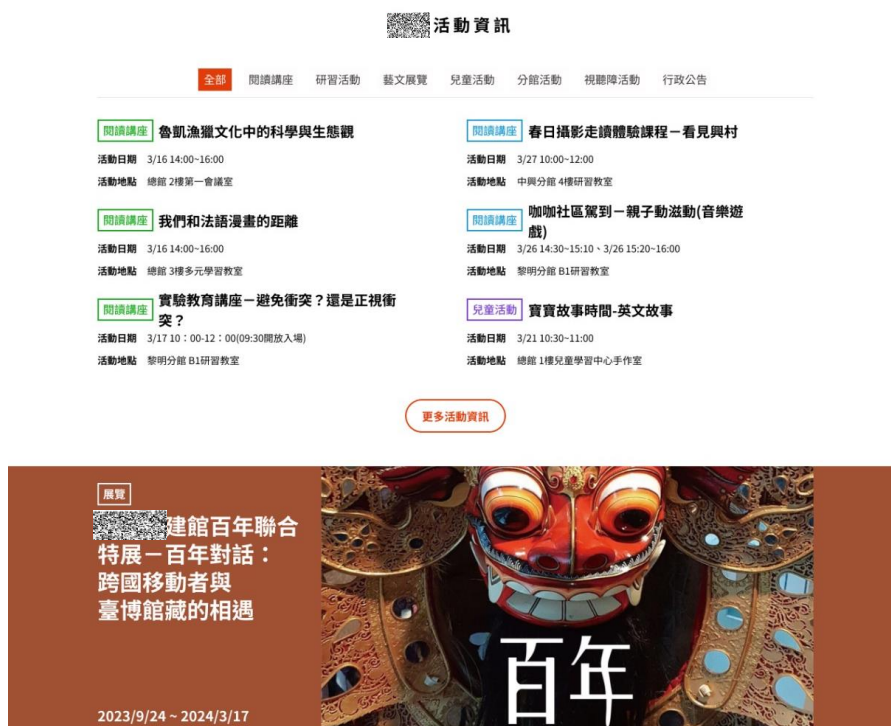 活動資訊
全部 閱讀講座 研習活動 藝文展覽 兒童活動 分館活動 視聽障活動 行政公告
閱讀講座 魯凱漁獵文化中的科學與生態觀
活動日期 3/16 14:00~16:00
活動地點 總館 2樓第一會議室
閱讀講座 我們和法語漫畫的距離
活動日期 3/16 14:00~16:00
活動地點 總館 3樓多元學習教室
閱讀講座 實驗教育講座－避免衝突？還是正視衝
突？
活動日期 3/17 10：00-12：00(09:30開放入場)
活動地點 黎明分館 B1研習教室
閱讀講座 春日攝影走讀體驗課程－看見興村
活動日期 3/27 10:00~12:00
活動地點 中興分館 4樓研習教室
閱讀講座 咖咖社區駕到－親子動滋動(音樂遊
戲)
活動日期 3/26 14:30~15:10、3/26 15:20~16:00
活動地點 黎明分館 B1研習教室
兒童活動 寶寶故事時間-英文故事
活動日期 3/21 10:30~11:00
活動地點 總館 1樓兒童學習中心手作室
更多活動資訊
展覽
建館百年聯合
特展－百年對話：
跨國移動者與
臺博館藏的相遇
2023/9/24 ~ 2024/3/17
百年